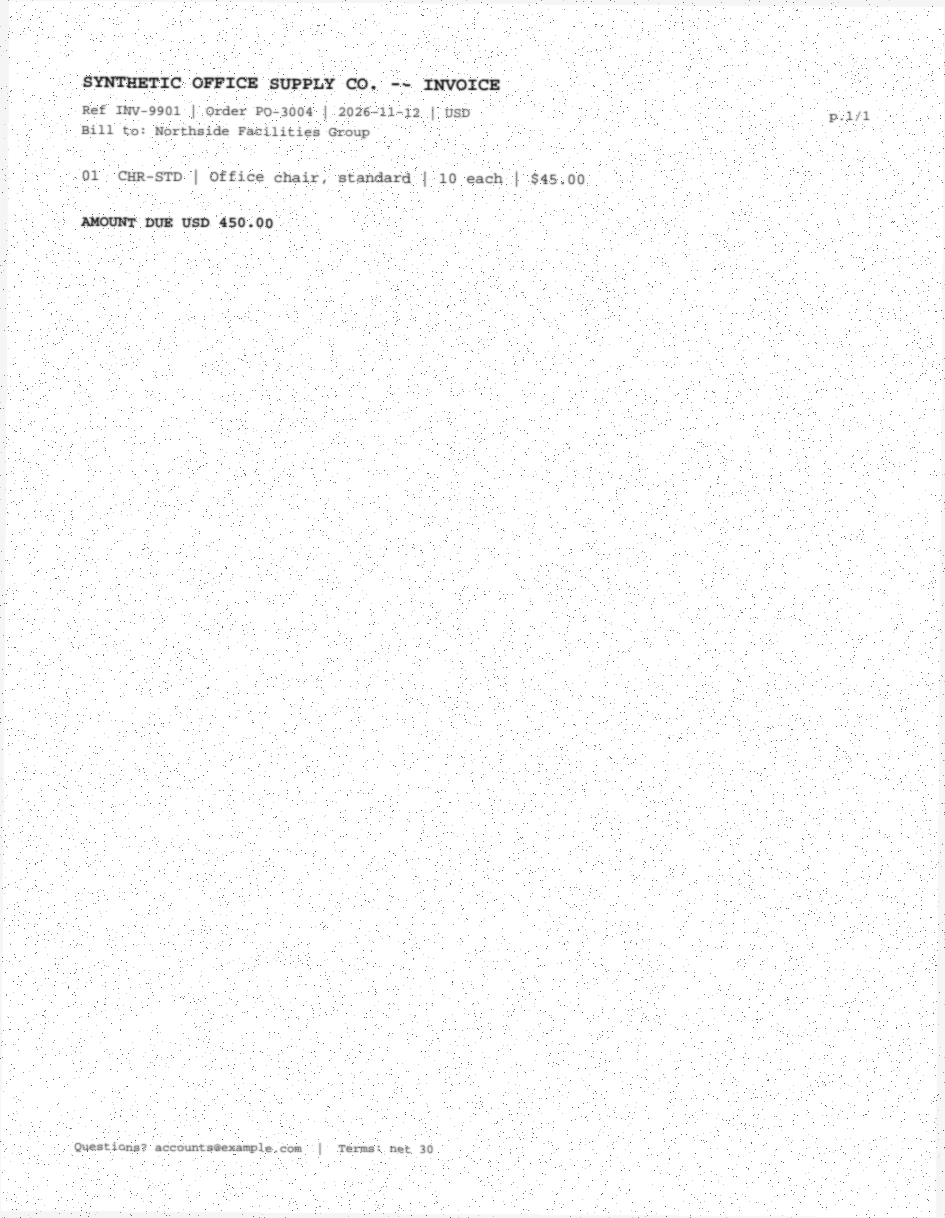 SYNTHETIC OFFICE SUPPLY CO. -- INVOICE
Ref INV-9901 | Order PO-3004 | 2026-11-12 | USD
p.1/1
Bill to: Northside Facilities Group
01 CHR-STD | Office chair, standard | 10 each | $45.00
AMOUNT DUE USD 450.00
Questions? accounts@example.com | Terms: net 30